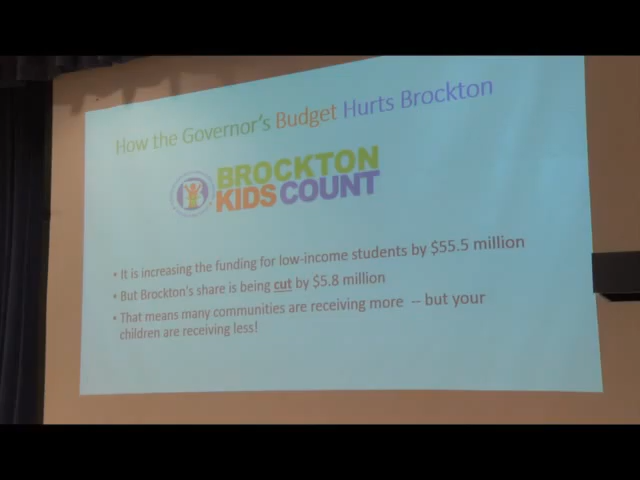 How the Governor's Budget Hurts Brockton
BROCKTON
KIDS COUNT
• It is increasing the funding for low-income students by $55.5 million
• But Brockton's share is being cut by $5.8 million
• That means many communities are receiving more -- but your
children are receiving less!